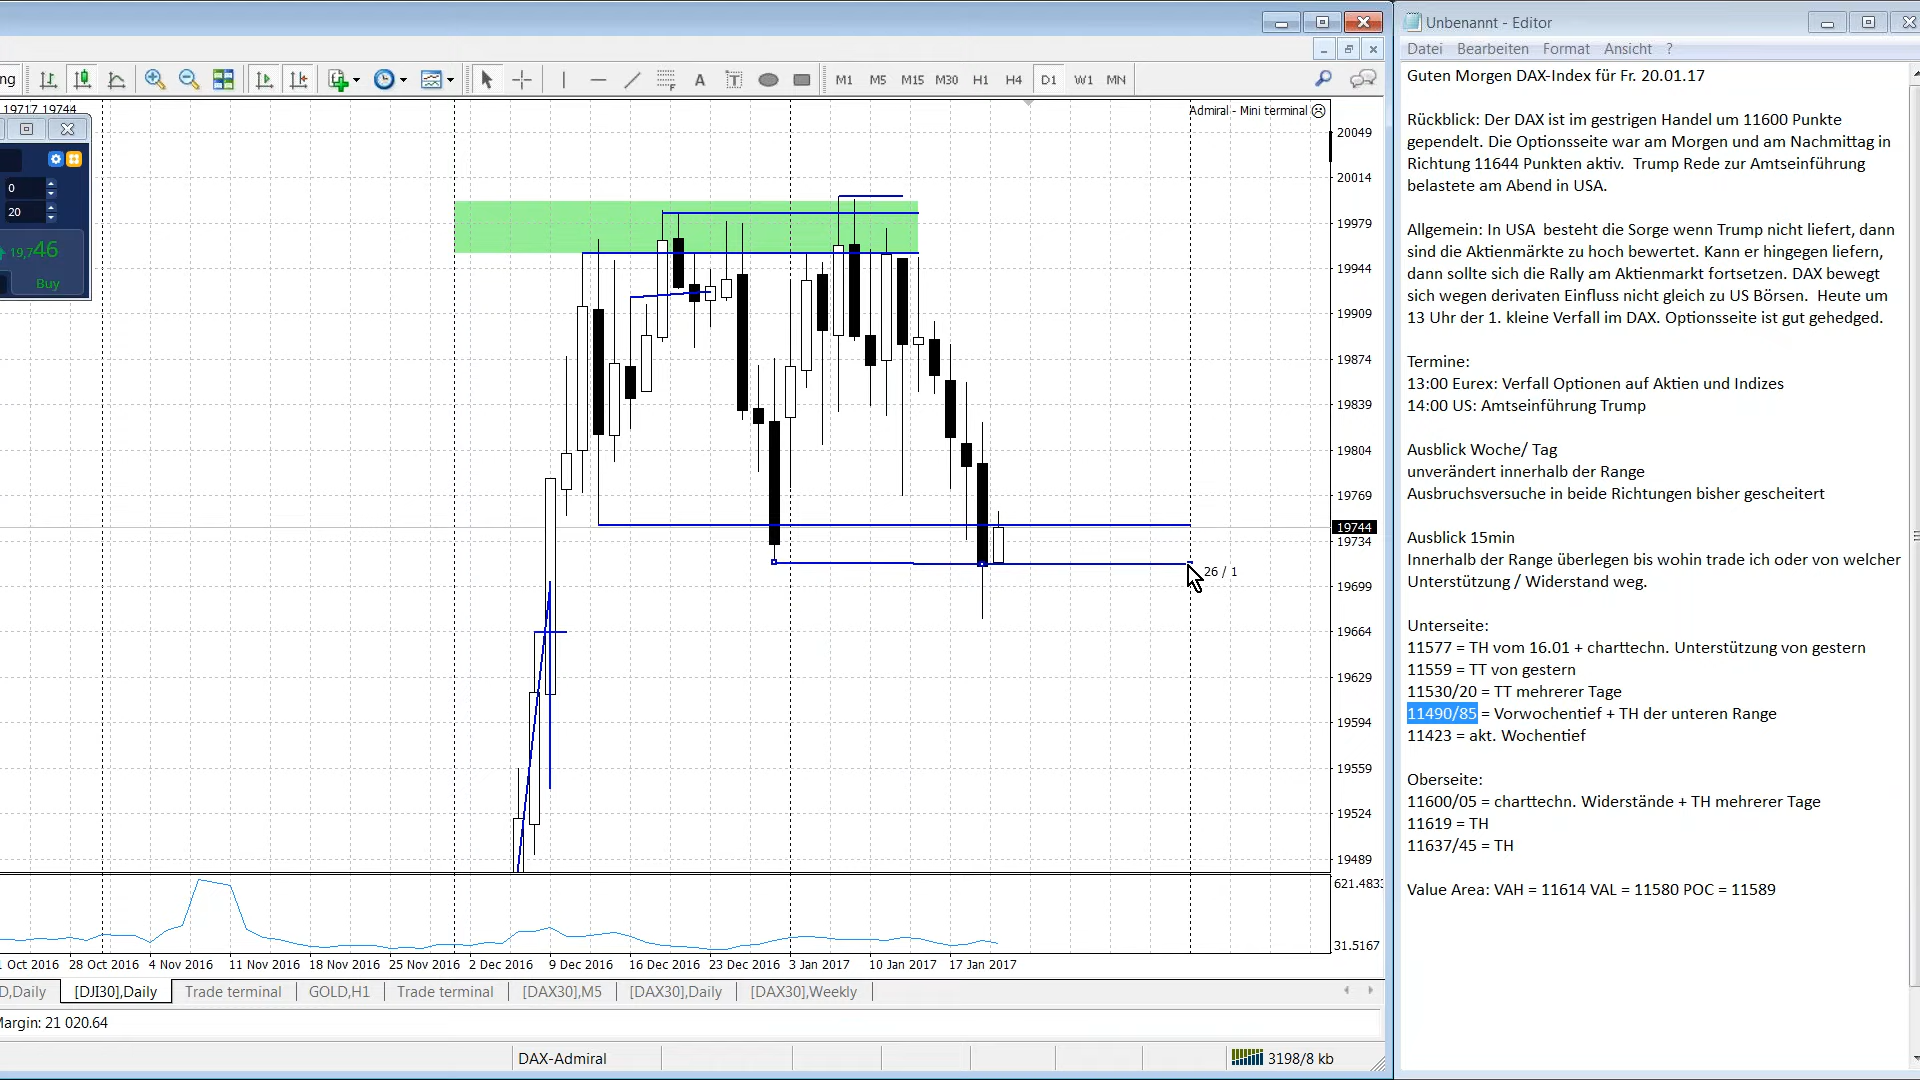 ng
M1 M5 M15 M30 H1 H4 D1 W1 MN
19717 19744
Admiral - Mini terminal
0
20
19,746
Buy
20049
20014
19979
19944
19909
19874
19839
19804
19769
19744
19734
19699
19664
19629
19594
19559
19524
19489
26 / 1
621.483
31.5167
Oct 2016 28 Oct 2016 4 Nov 2016 11 Nov 2016 18 Nov 2016 25 Nov 2016 2 Dec 2016 9 Dec 2016 16 Dec 2016 23 Dec 2016 3 Jan 2017 10 Jan 2017 17 Jan 2017
D,Daily [DJI30],Daily Trade terminal GOLD,H1 Trade terminal [DAX30],M5 [DAX30],Daily [DAX30],Weekly
Margin: 21 020.64
DAX-Admiral 3198/8 kb
Unbenannt - Editor
Datei Bearbeiten Format Ansicht ?
Guten Morgen DAX-Index für Fr. 20.01.17
Rückblick: Der DAX ist im gestrigen Handel um 11600 Punkte
gependelt. Die Optionsseite war am Morgen und am Nachmittag in
Richtung 11644 Punkten aktiv. Trump Rede zur Amtseinführung
belastete am Abend in USA.
Allgemein: In USA besteht die Sorge wenn Trump nicht liefert, dann
sind die Aktienmärkte zu hoch bewertet. Kann er hingegen liefern,
dann sollte sich die Rally am Aktienmarkt fortsetzen. DAX bewegt
sich wegen derivaten Einfluss nicht gleich zu US Börsen. Heute um
13 Uhr der 1. kleine Verfall im DAX. Optionsseite ist gut gehedged.
Termine:
13:00 Eurex: Verfall Optionen auf Aktien und Indizes
14:00 US: Amtseinführung Trump
Ausblick Woche/ Tag
unverändert innerhalb der Range
Ausbruchsversuche in beide Richtungen bisher gescheitert
Ausblick 15min
Innerhalb der Range überlegen bis wohin trade ich oder von welcher
Unterstützung / Widerstand weg.
Unterseite:
11577 = TH vom 16.01 + charttechn. Unterstützung von gestern
11559 = TT von gestern
11530/20 = TT mehrerer Tage
11490/85 = Vorwochentief + TH der unteren Range
11423 = akt. Wochentief
Oberseite:
11600/05 = charttechn. Widerstände + TH mehrerer Tage
11619 = TH
11637/45 = TH
Value Area: VAH = 11614 VAL = 11580 POC = 11589